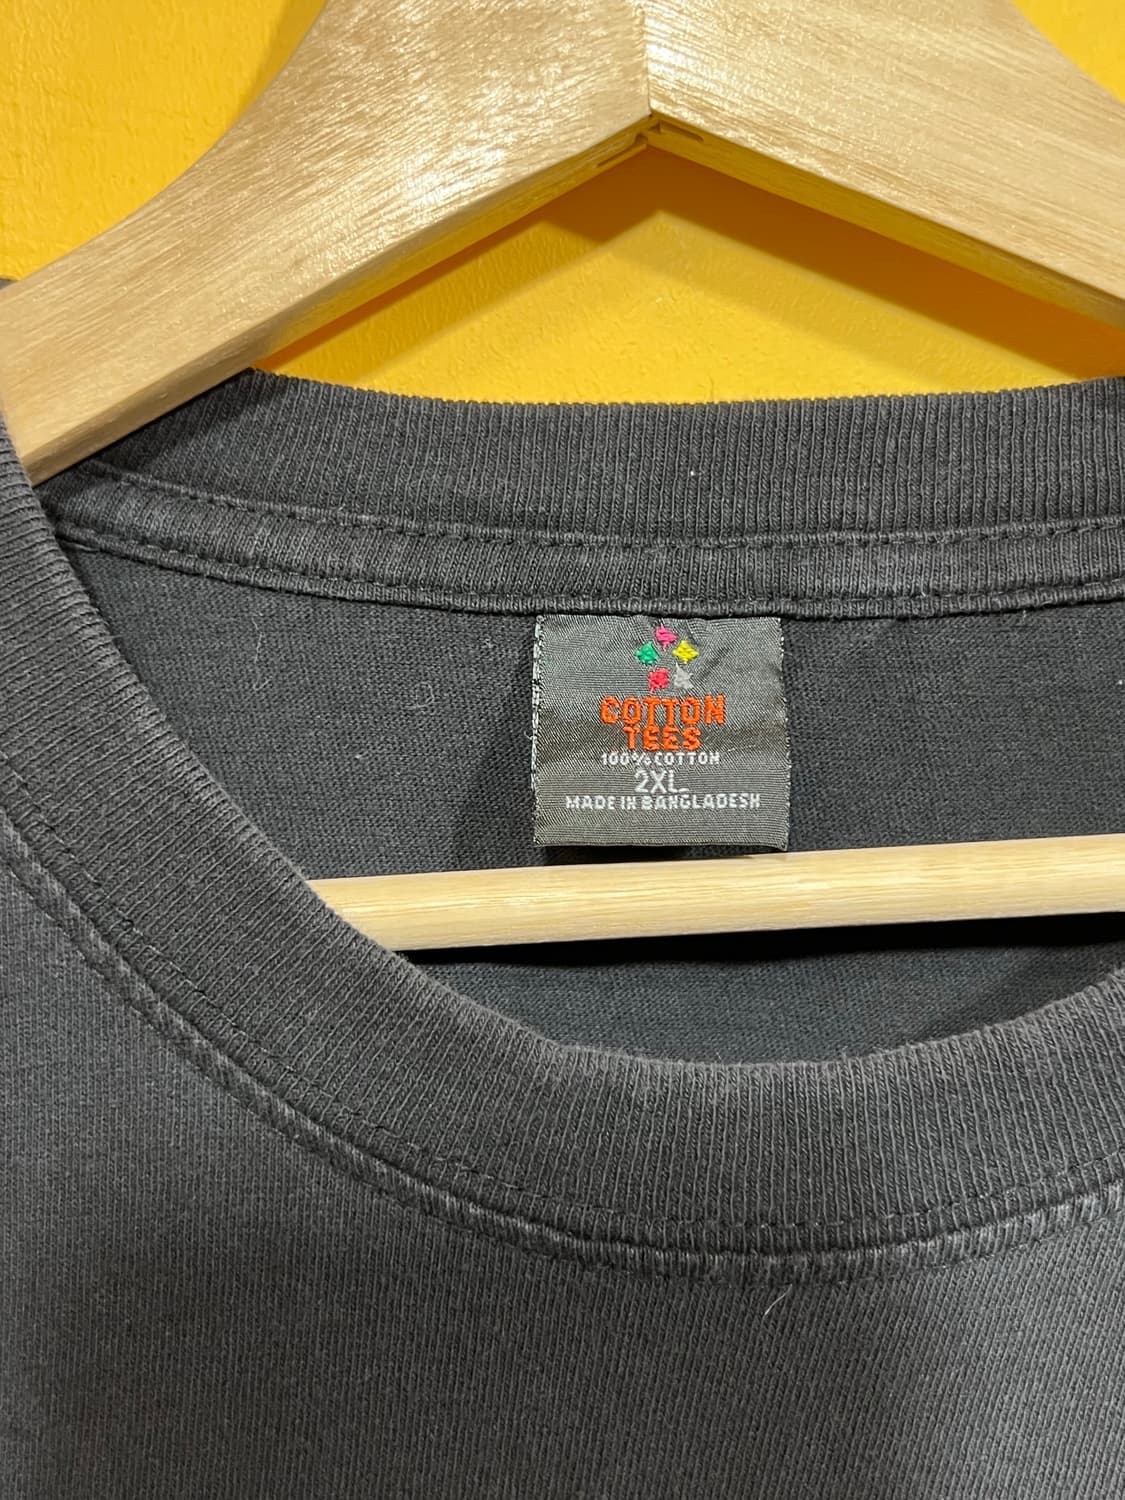 COTTON
TEES
100% COTTON
2XL
MADE IN BANGLADESH